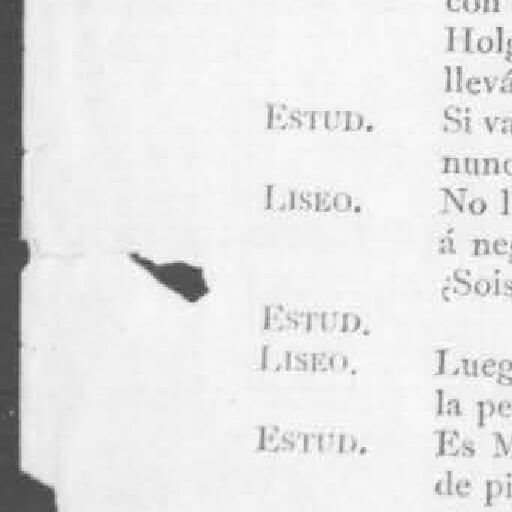 con
Holg
llevá
ESTUD. Si va
nunc
LISEO. No l
á neg
¿Sois
ESTUD.
LISEO. Lueg
la pe
ESTUD. Es M
de pi